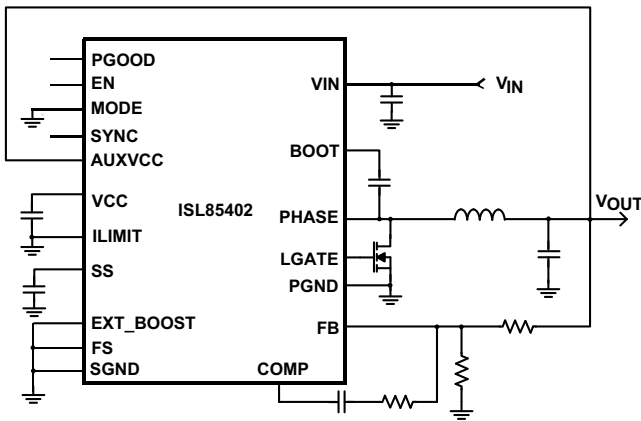 PGOOD
EN
MODE
SYNC
AUXVCC
VCC
ILIMIT
SS
EXT_BOOST
FS
SGND
ISL85402
VIN
BOOT
PHASE
LGATE
PGND
FB
COMP
VIN
VOUT